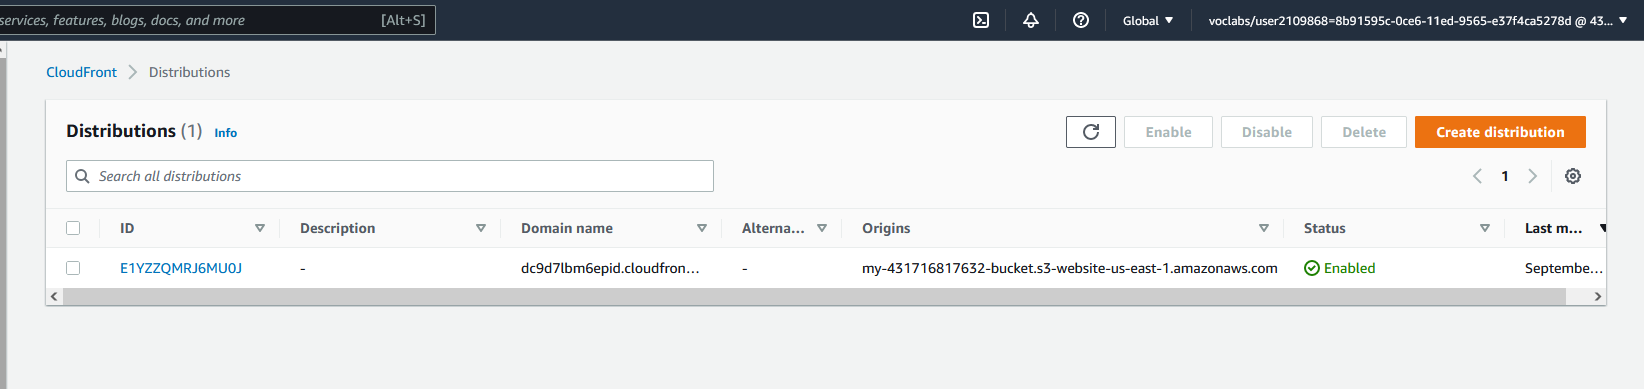 services, features, blogs, docs, and more [Alt+S] Global voclabs/user2109868=8b91595c-0ce6-11ed-9565-e37f4ca5278d @ 43...
CloudFront Distributions
Distributions (1) Info Enable Disable Delete Create distribution
Search all distributions 1
ID Description Domain name Alterna... Origins Status Last m...
E1YZZQMRJ6MU0J - dc9d7lbm6epid.cloudfron... - my-431716817632-bucket.s3-website-us-east-1.amazonaws.com Enabled Septembe...